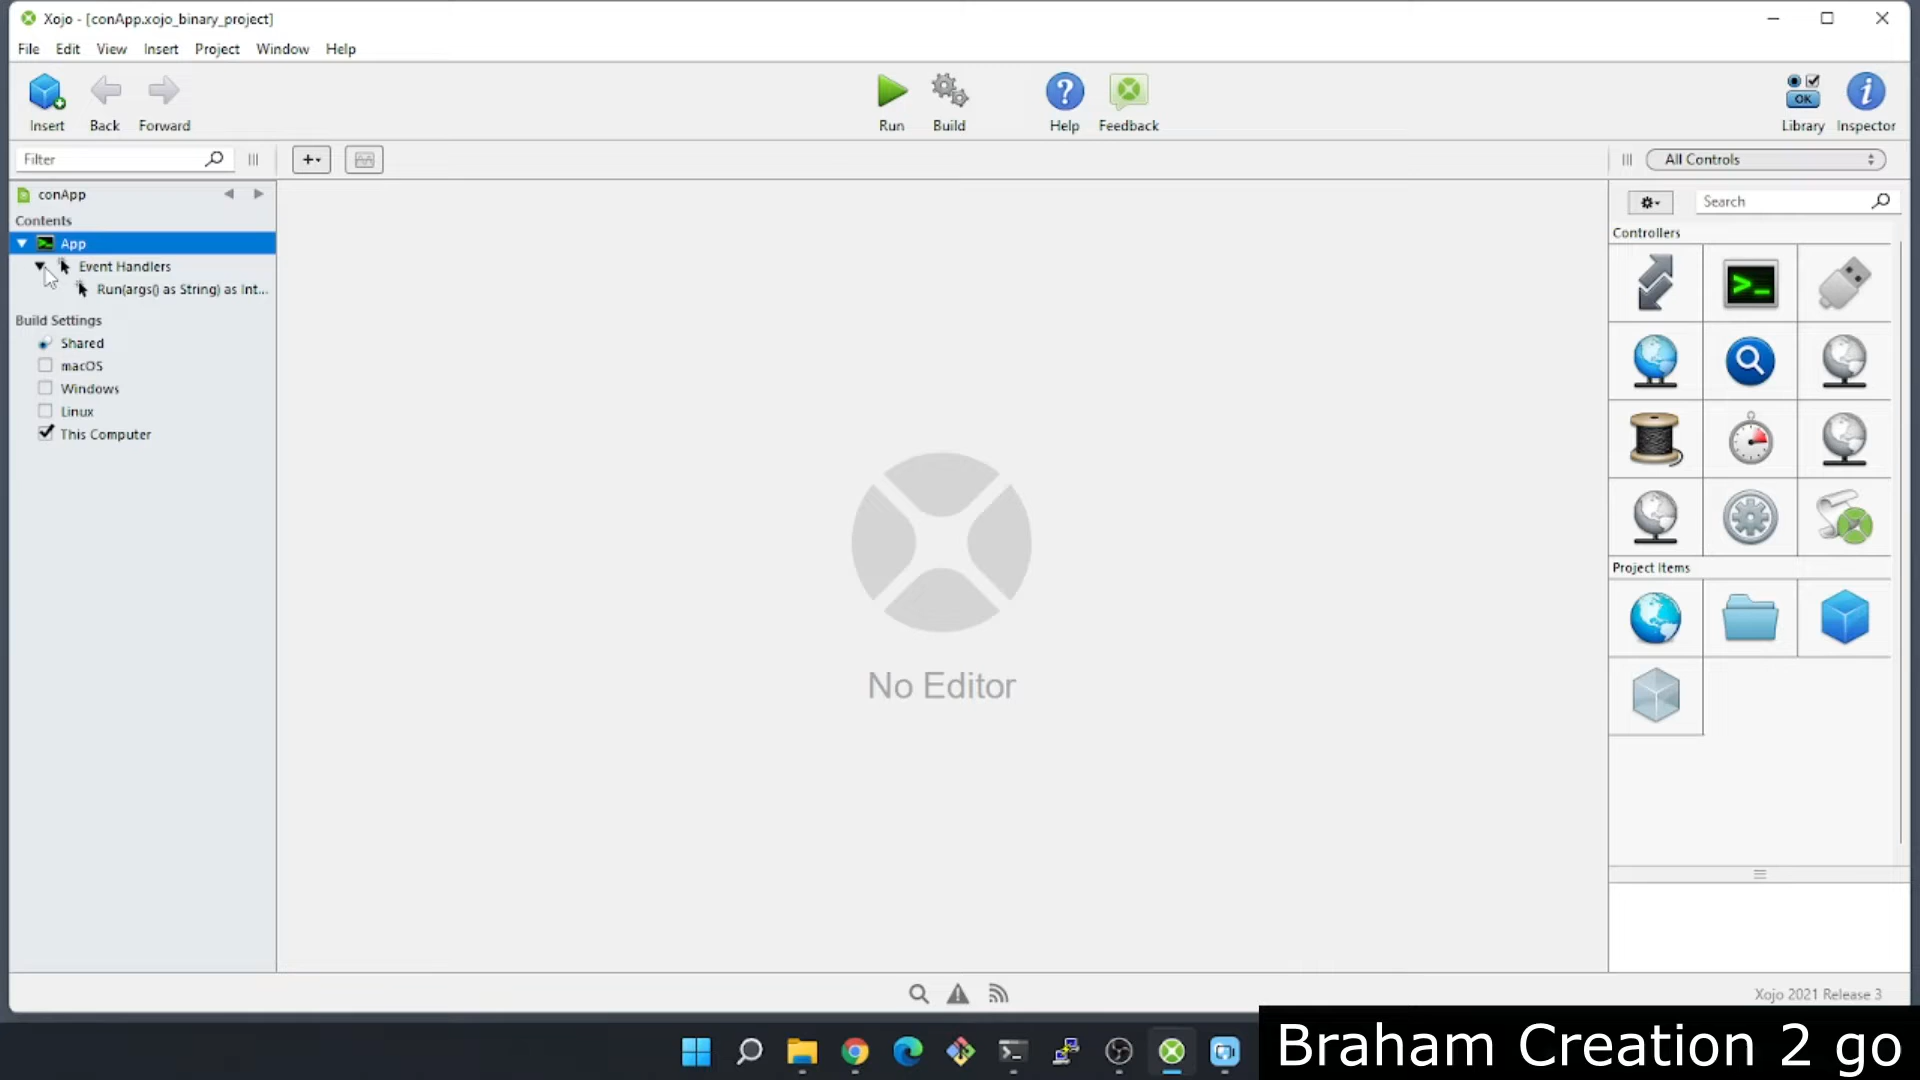 Xojo - [conApp.xojo_binary_project]
File Edit View Insert Project Window Help
Insert Back Forward Run Build Help Feedback OK Library Inspector
Filter All Controls
conApp
Search
Contents
Controllers
App
Event Handlers
Run(args() as String) as Int...
Build Settings
Shared
macOS
Windows
Linux
This Computer
Project Items
No Editor
Xojo 2021 Release 3
Braham Creation 2 go